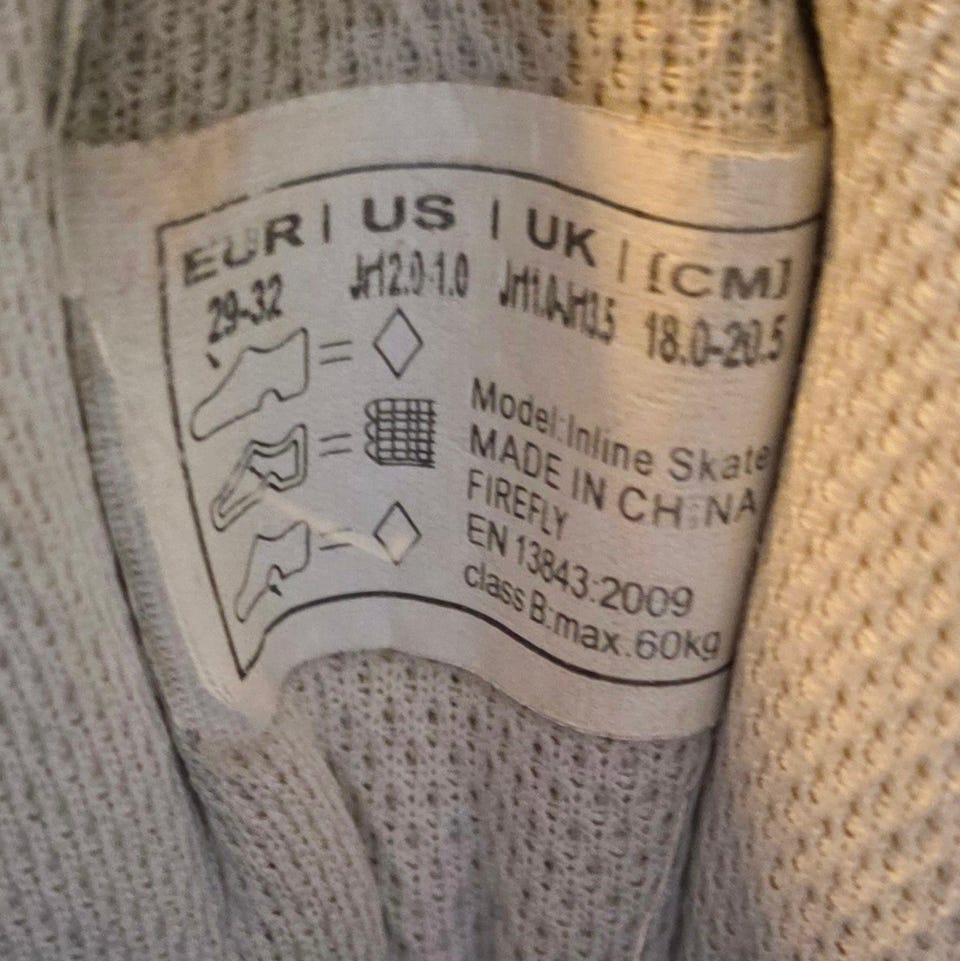 EUR | US | UK | [CM]
29-32 Jr12.0-1.0 Jr11.0-Jr13.5 18.0-20.5
Model:Inline Skate
MADE IN CHINA
FIREFLY
EN 13843:2009
class B:max.60kg